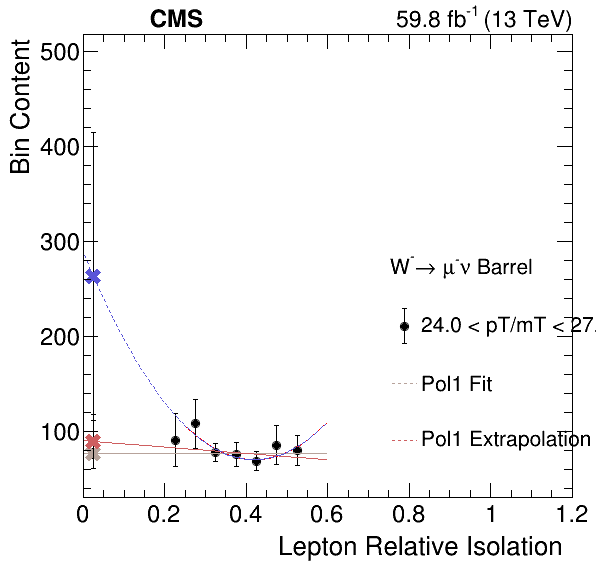 CMS 59.8 fb-1 (13 TeV)
Bin Content
500
400
300
200
100
W-→ μ-ν Barrel
24.0 < pT/mT < 27.
Pol1 Fit
Pol1 Extrapolation
0 0.2 0.4 0.6 0.8 1 1.2
Lepton Relative Isolation